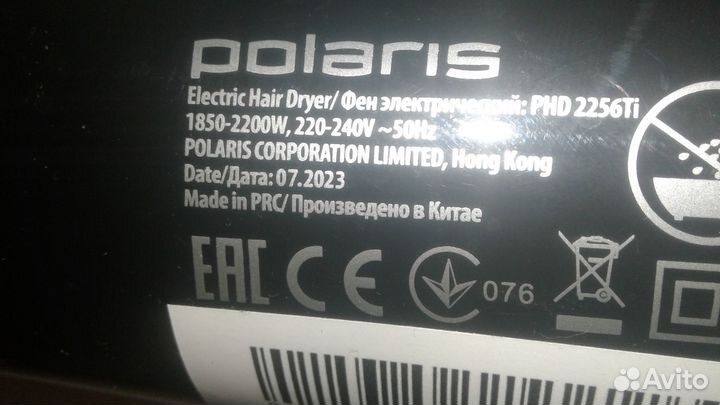 polaris
Electric Hair Dryer/ Фен электрический: PHD 2256Ti
1850-2200W, 220-240V ~50Hz
POLARIS CORPORATION LIMITED, Hong Kong
Date/Дата: 07.2023
Made in PRC/ Произведено в Китае
EAC CE 076
Avito